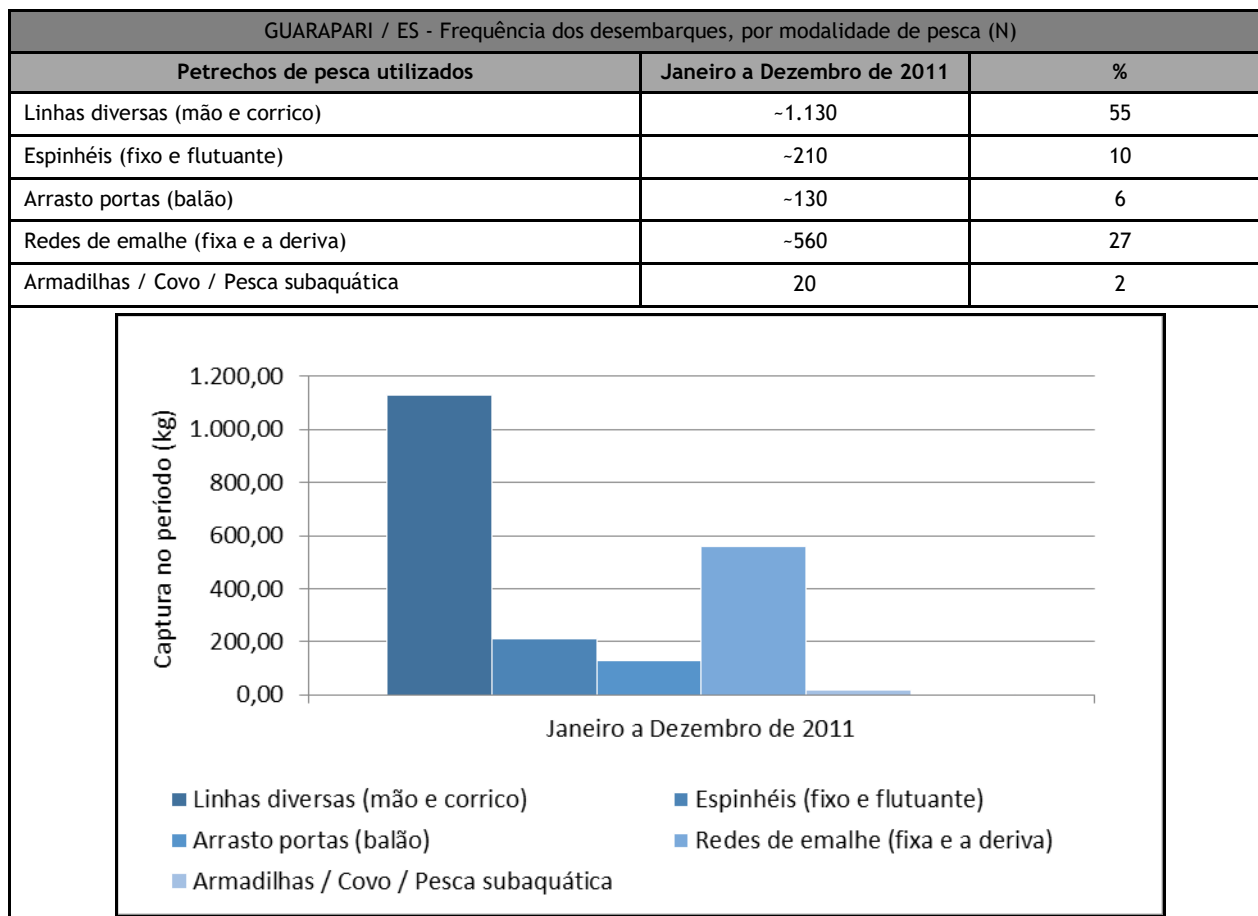 GUARAPARI / ES - Frequência dos desembarques, por modalidade de pesca (N)
Petrechos de pesca utilizados Janeiro a Dezembro de 2011 %
Linhas diversas (mão e corrico) ~1.130 55
Espinhéis (fixo e flutuante) ~210 10
Arrasto portas (balão) ~130 6
Redes de emalhe (fixa e a deriva) ~560 27
Armadilhas / Covo / Pesca subaquática 20 2
Captura no período (kg)
1.200,00
1.000,00
800,00
600,00
400,00
200,00
0,00
Janeiro a Dezembro de 2011
Linhas diversas (mão e corrico) Espinhéis (fixo e flutuante)
Arrasto portas (balão) Redes de emalhe (fixa e a deriva)
Armadilhas / Covo / Pesca subaquática